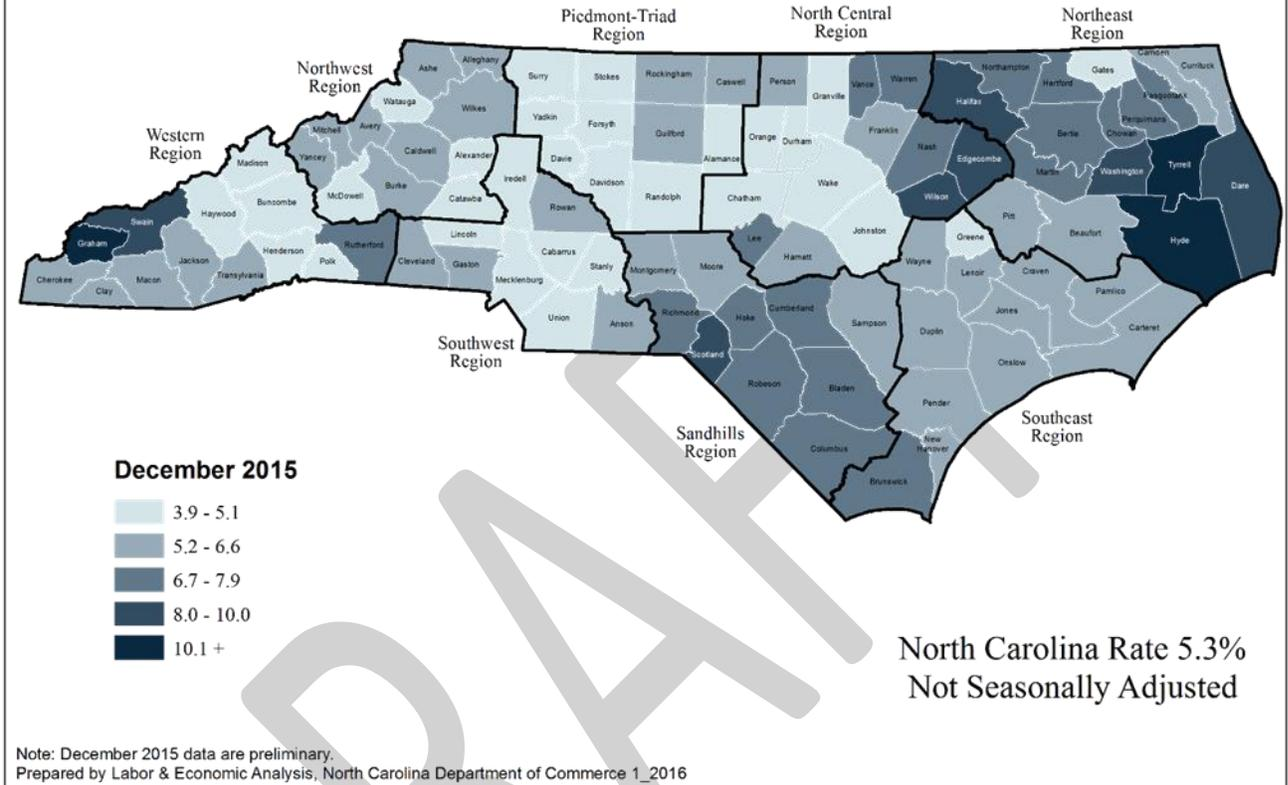 Piedmont-Triad
Region
North Central
Region
Northeast
Region
Northwest
Region
Western
Region
Ashe
Alleghany
Surry
Stokes
Rockingham
Caswell
Person
Granville
Vance
Warren
Northampton
Halifax
Hertford
Gates
Camden
Currituck
Pasquotank
Perquimans
Chowan
Bertie
Watauga
Wilkes
Yadkin
Forsyth
Guilford
Alamance
Orange
Durham
Franklin
Nash
Edgecombe
Martin
Washington
Tyrrell
Dare
Mitchell
Avery
Caldwell
Alexander
Yancey
Madison
Davie
Iredell
Davidson
Randolph
Chatham
Wake
Wilson
Johnston
Burke
McDowell
Catawba
Rowan
Buncombe
Haywood
Swain
Graham
Lincoln
Rutherford
Henderson
Polk
Cleveland
Gaston
Cabarrus
Stanly
Mecklenburg
Montgomery
Moore
Lee
Harnett
Wayne
Greene
Pitt
Beaufort
Hyde
Cherokee
Clay
Macon
Jackson
Transylvania
Union
Anson
Richmond
Scotland
Hoke
Cumberland
Sampson
Duplin
Lenoir
Craven
Jones
Pamlico
Carteret
Onslow
Robeson
Bladen
Pender
Columbus
New
Hanover
Brunswick
Southwest
Region
Sandhills
Region
Southeast
Region
December 2015
3.9 - 5.1
5.2 - 6.6
6.7 - 7.9
8.0 - 10.0
10.1 +
North Carolina Rate 5.3%
Not Seasonally Adjusted
Note: December 2015 data are preliminary.
Prepared by Labor & Economic Analysis, North Carolina Department of Commerce 1_2016